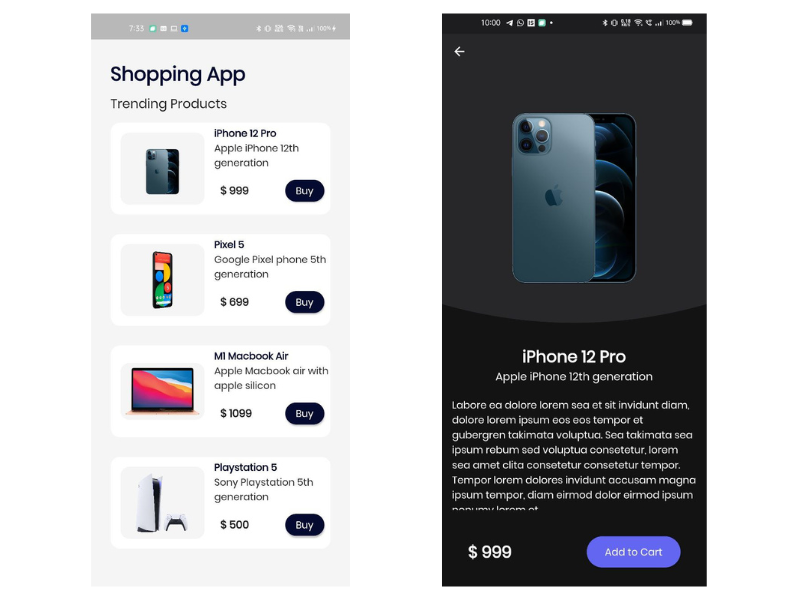 7:33
100%
Shopping App
Trending Products
iPhone 12 Pro
Apple iPhone 12th
generation
$ 999
Buy
Pixel 5
Google Pixel phone 5th
generation
$ 699
Buy
M1 Macbook Air
Apple Macbook air with
apple silicon
$ 1099
Buy
Playstation 5
Sony Playstation 5th
generation
$ 500
Buy
10:00
100%
iPhone 12 Pro
Apple iPhone 12th generation
Labore ea dolore lorem sea et sit invidunt diam,
dolore lorem ipsum eos eos tempor et
gubergren takimata voluptua. Sea takimata sea
ipsum rebum sed voluptua consetetur, lorem
sea amet clita consetetur consetetur tempor.
Tempor lorem dolores invidunt accusam magna
ipsum tempor, diam eirmod dolor eirmod ipsum
nonumy lorem et
$ 999
Add to Cart